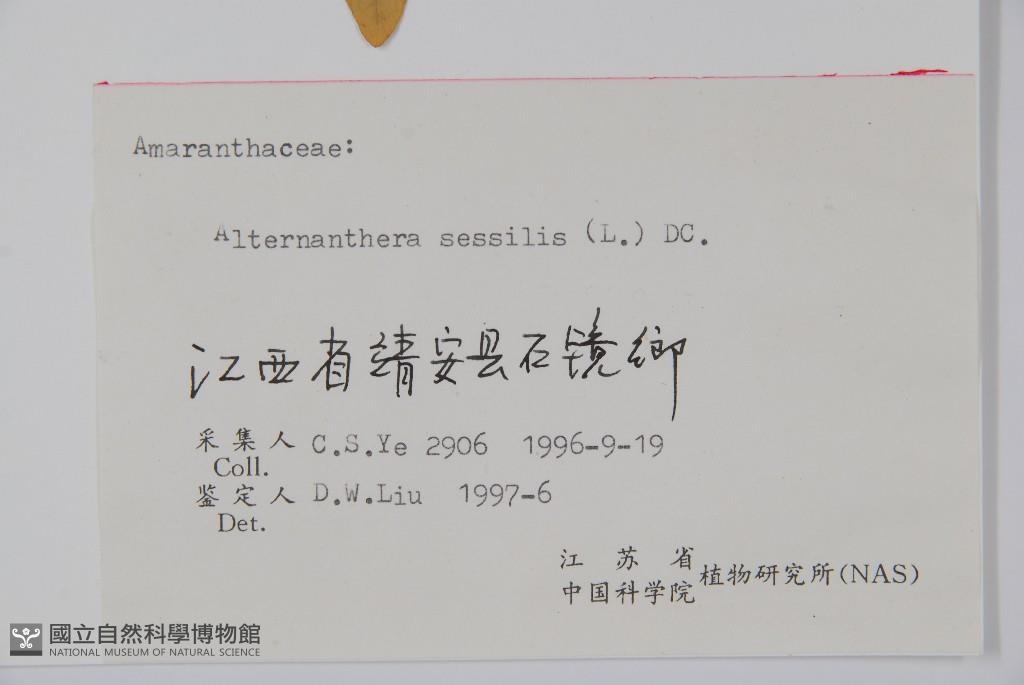 Amaranthaceae:
Alternanthera sessilis (L.) DC.
江西省靖安县石镜乡
采集人 C.S.Ye 2906 1996-9-19
Coll.
鉴定人 D.W.Liu 1997-6
Det.
江苏省
中国科学院 植物研究所(NAS)
國立自然科學博物館
NATIONAL MUSEUM OF NATURAL SCIENCE